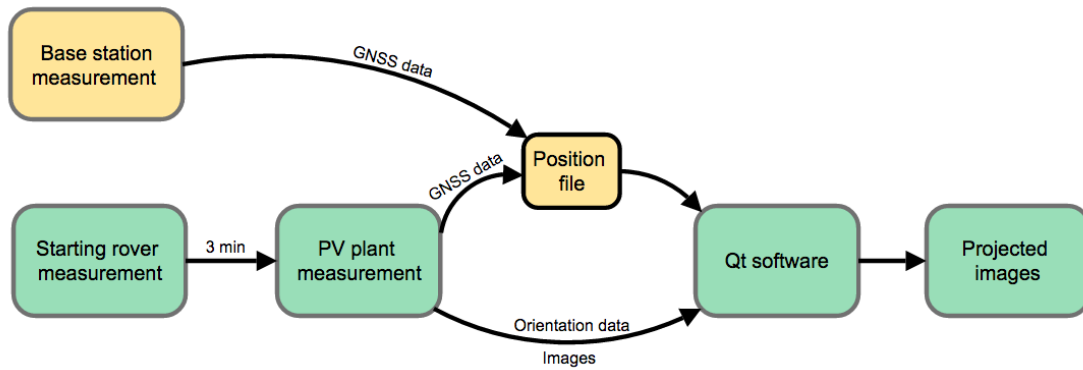 Base station
measurement
GNSS data
Position
file
GNSS data
Starting rover
measurement
3 min
PV plant
measurement
Qt software
Projected
images
Orientation data
Images